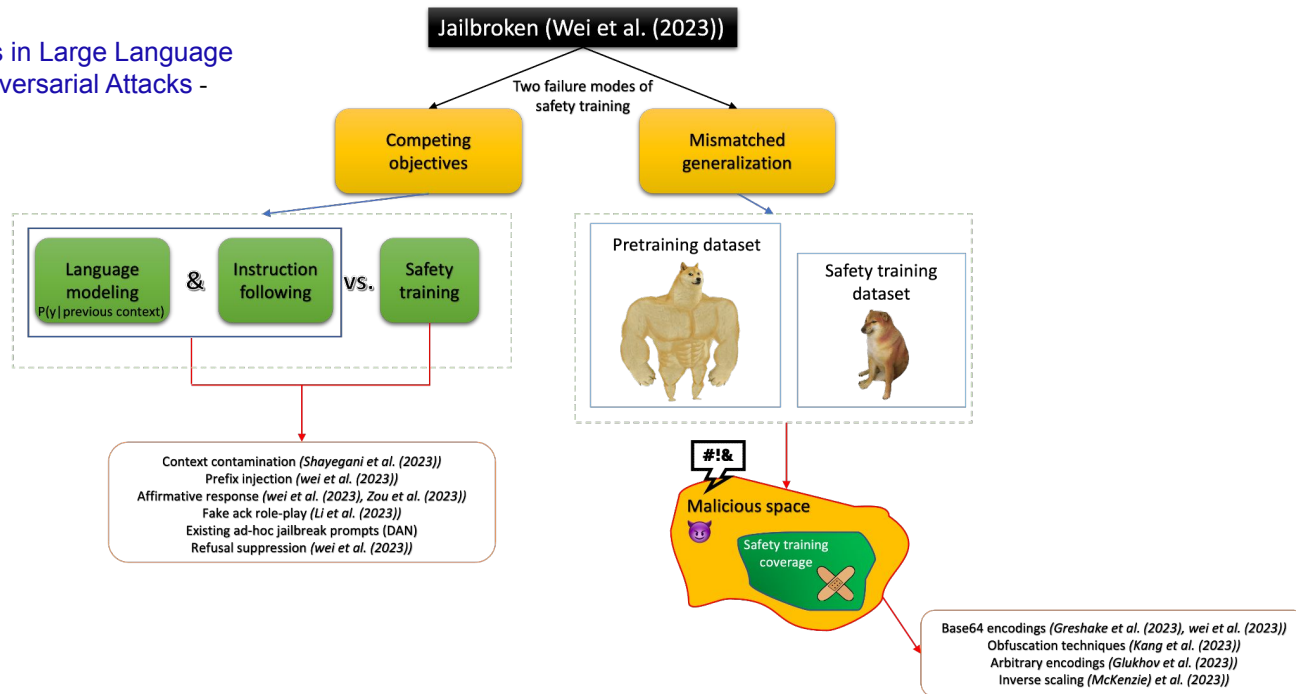 Jailbroken (Wei et al. (2023))
s in Large Language
versarial Attacks -
Two failure modes of
safety training
Competing
objectives
Mismatched
generalization
Language
modeling
P(y|previous context)
&
Instruction
following
vs.
Safety
training
Pretraining dataset
Safety training
dataset
Context contamination (Shayegani et al. (2023))
Prefix injection (wei et al. (2023))
Affirmative response (wei et al. (2023), Zou et al. (2023))
Fake ack role-play (Li et al. (2023))
Existing ad-hoc jailbreak prompts (DAN)
Refusal suppression (wei et al. (2023))
#!&
Malicious space
Safety training
coverage
Base64 encodings (Greshake et al. (2023), wei et al. (2023))
Obfuscation techniques (Kang et al. (2023))
Arbitrary encodings (Glukhov et al. (2023))
Inverse scaling (McKenzie) et al. (2023))